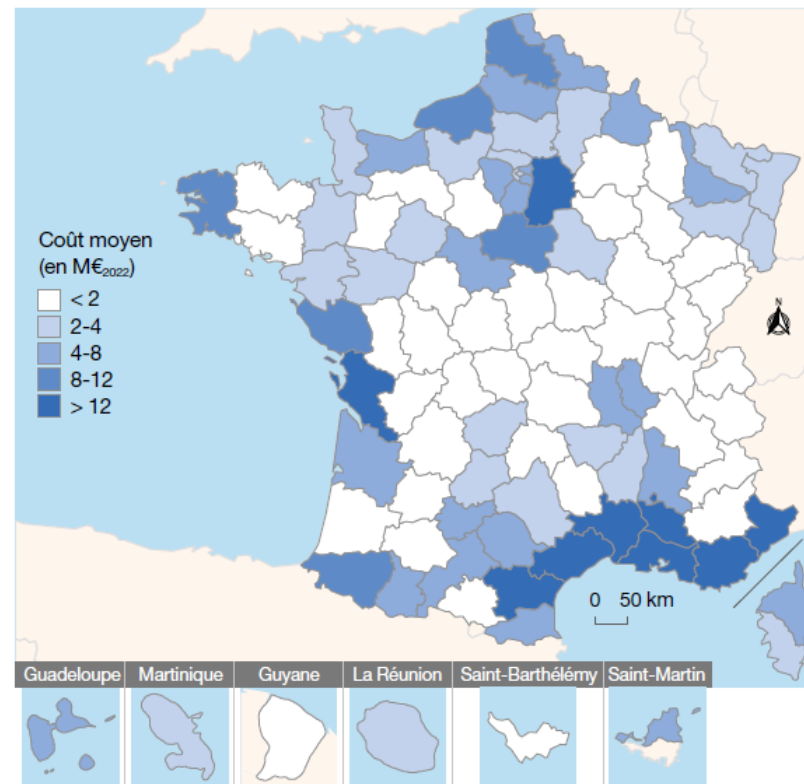 N
Coût moyen
(en M€2022)
< 2
2-4
4-8
8-12
> 12
0 50 km
Guadeloupe Martinique Guyane La Réunion Saint-Barthélémy Saint-Martin